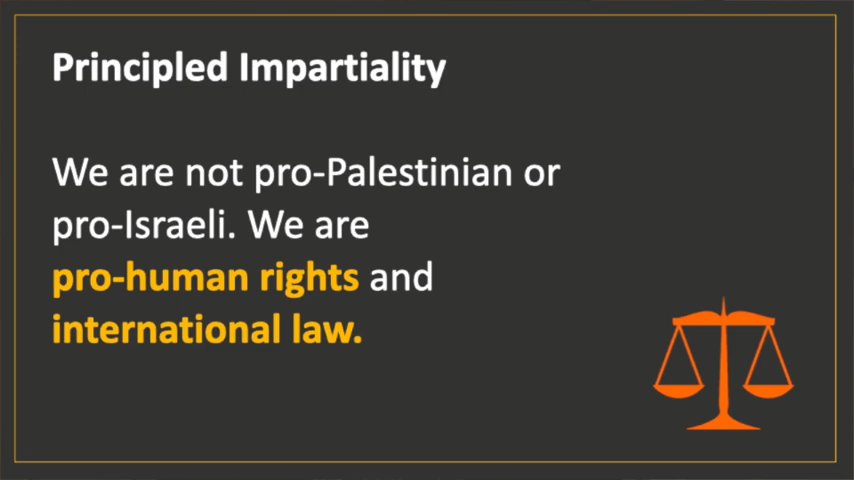 Principled Impartiality
We are not pro-Palestinian or
pro-Israeli. We are
pro-human rights and
international law.